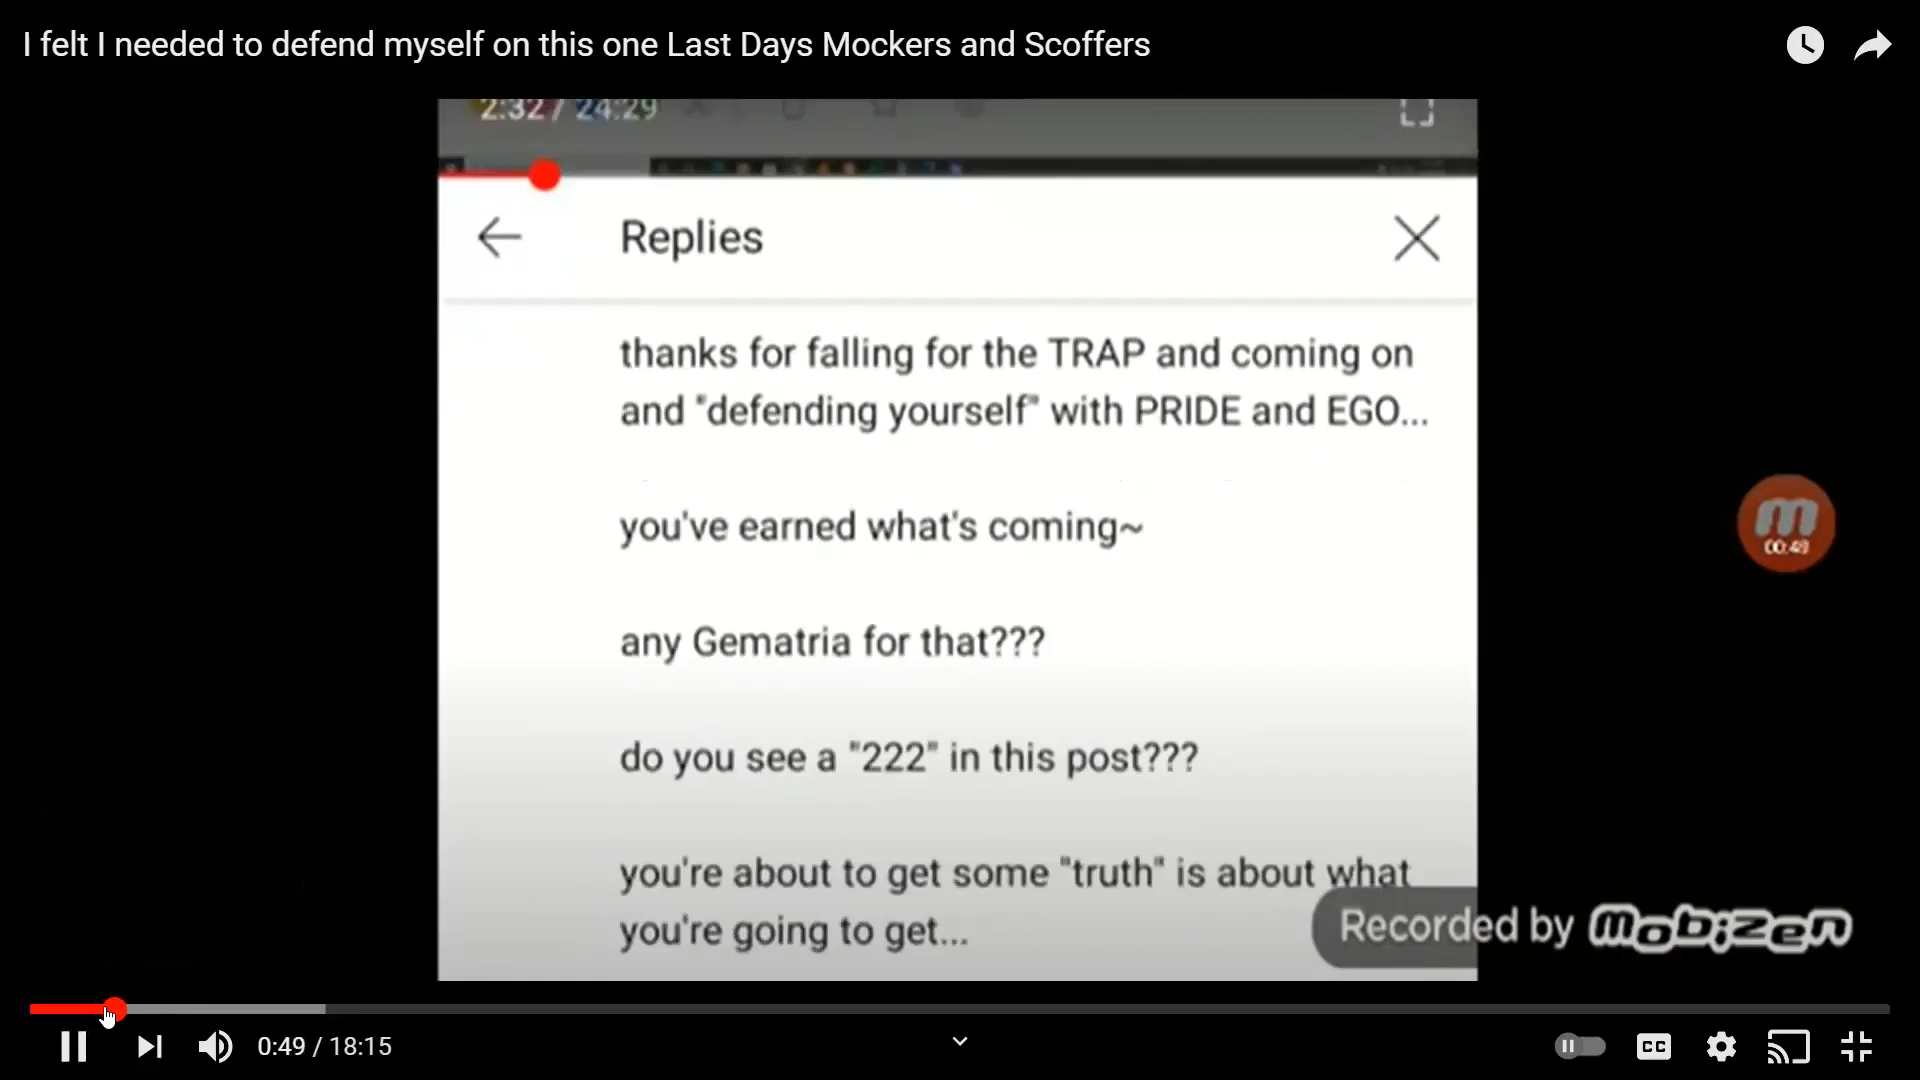 I felt I needed to defend myself on this one Last Days Mockers and Scoffers
2:32 / 24:29
Replies
thanks for falling for the TRAP and coming on
and "defending yourself" with PRIDE and EGO...
you've earned what's coming~
any Gematria for that???
do you see a "222" in this post???
you're about to get some "truth" is about what
you're going to get...
m
00:49
Recorded by Mobizen
0:49 / 18:15
CC